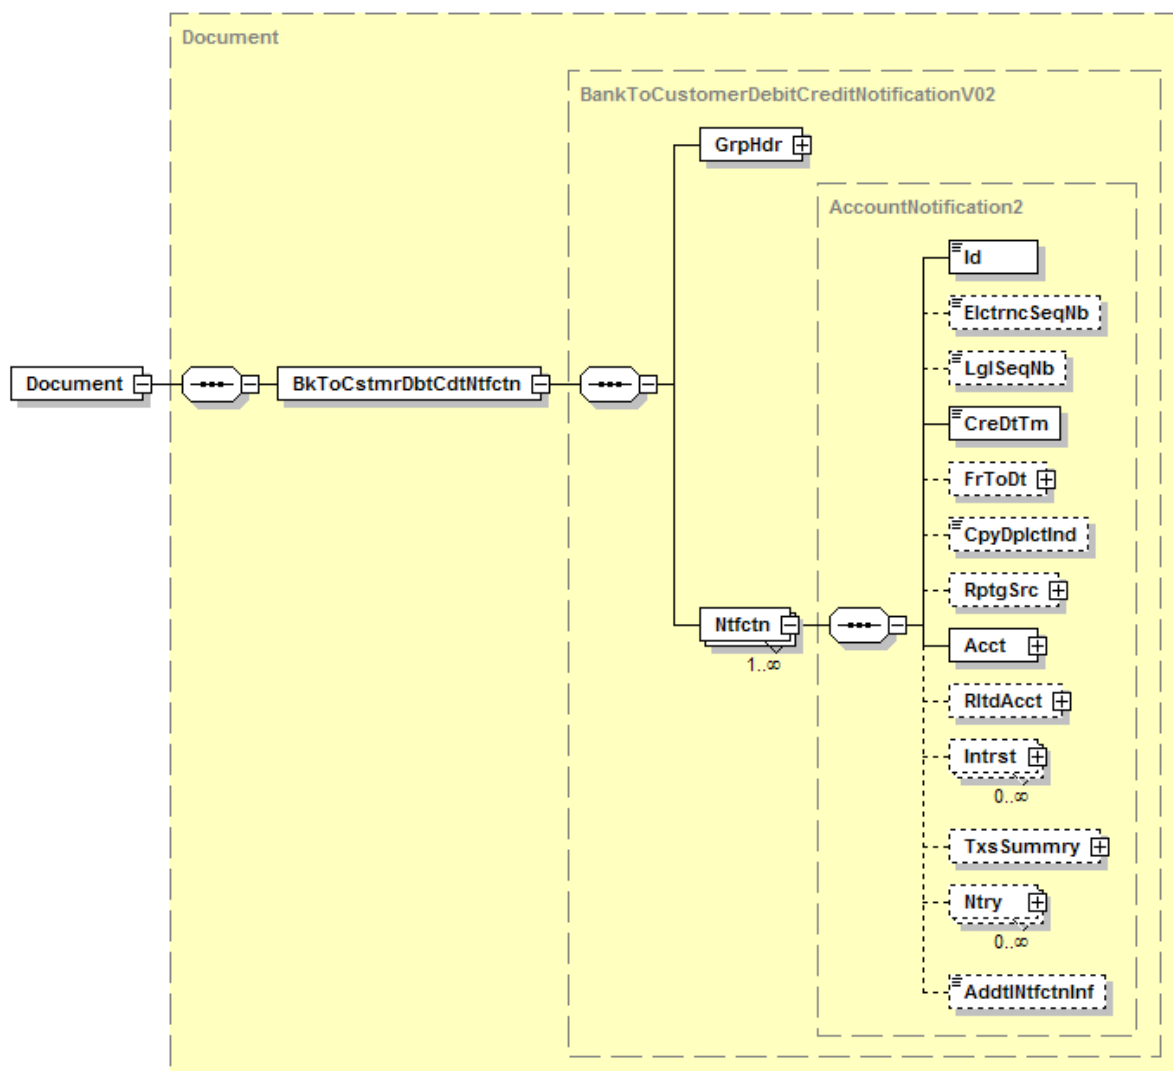 Document
BankToCustomerDebitCreditNotificationV02
GrpHdr
AccountNotification2
Id
ElctrncSeqNb
LglSeqNb
Document
BkToCstmrDbtCdtNtfctn
CreDtTm
FrToDt
CpyDplctInd
RptgSrc
Ntfctn
1..∞
Acct
RltdAcct
Intrst
0..∞
TxsSummry
Ntry
0..∞
AddtlNtfctnInf